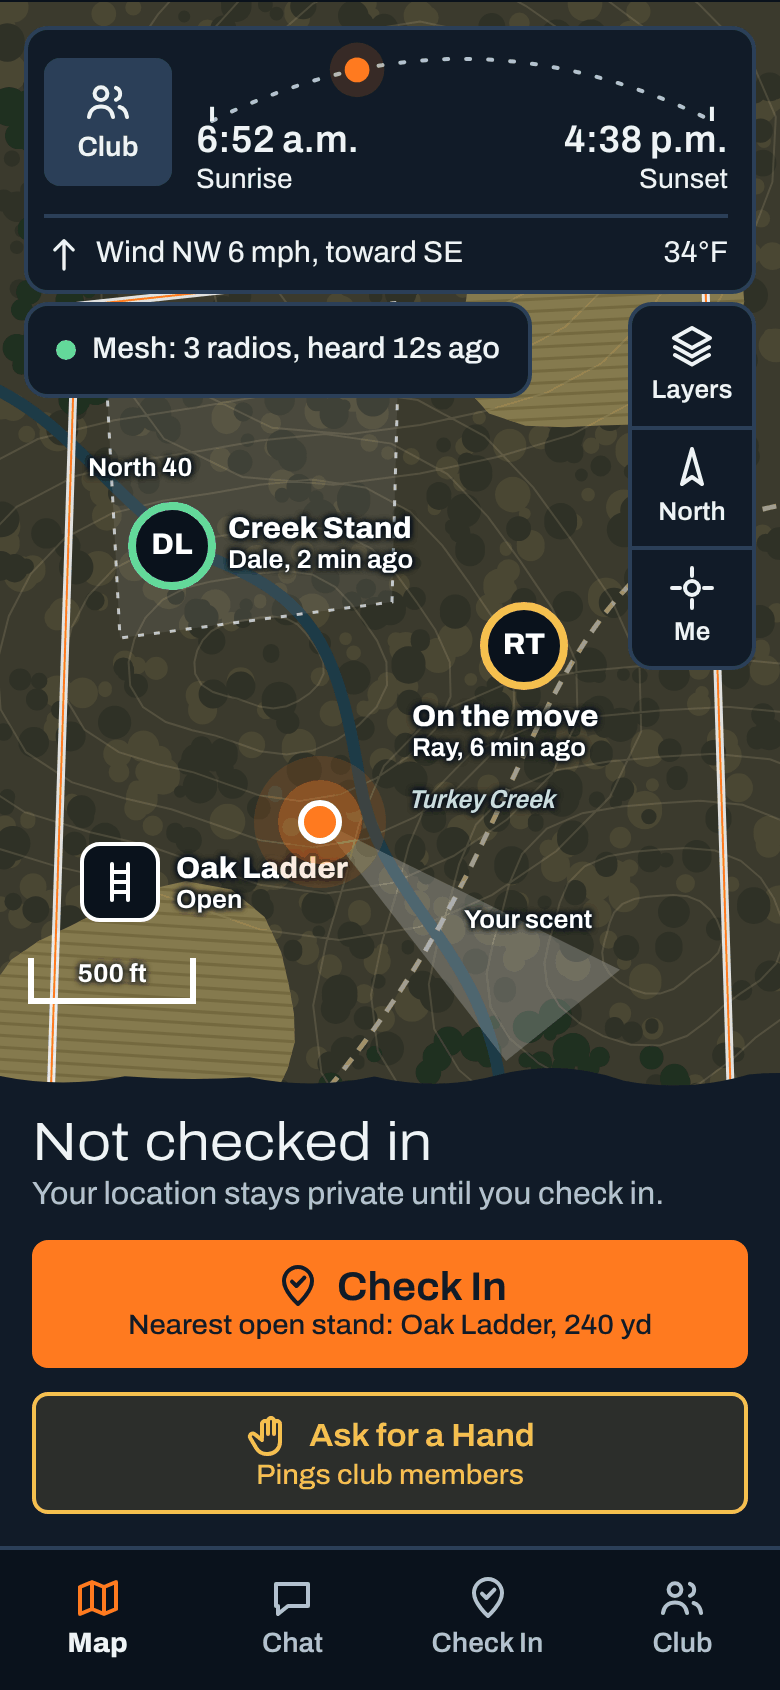 Club
6:52 a.m.
Sunrise
4:38 p.m.
Sunset
Wind NW 6 mph, toward SE
34°F
Mesh: 3 radios, heard 12s ago
Layers
North
Me
North 40
DL
Creek Stand
Dale, 2 min ago
RT
On the move
Ray, 6 min ago
Turkey Creek
Oak Ladder
Open
Your scent
500 ft
Not checked in
Your location stays private until you check in.
Check In
Nearest open stand: Oak Ladder, 240 yd
Ask for a Hand
Pings club members
Map
Chat
Check In
Club